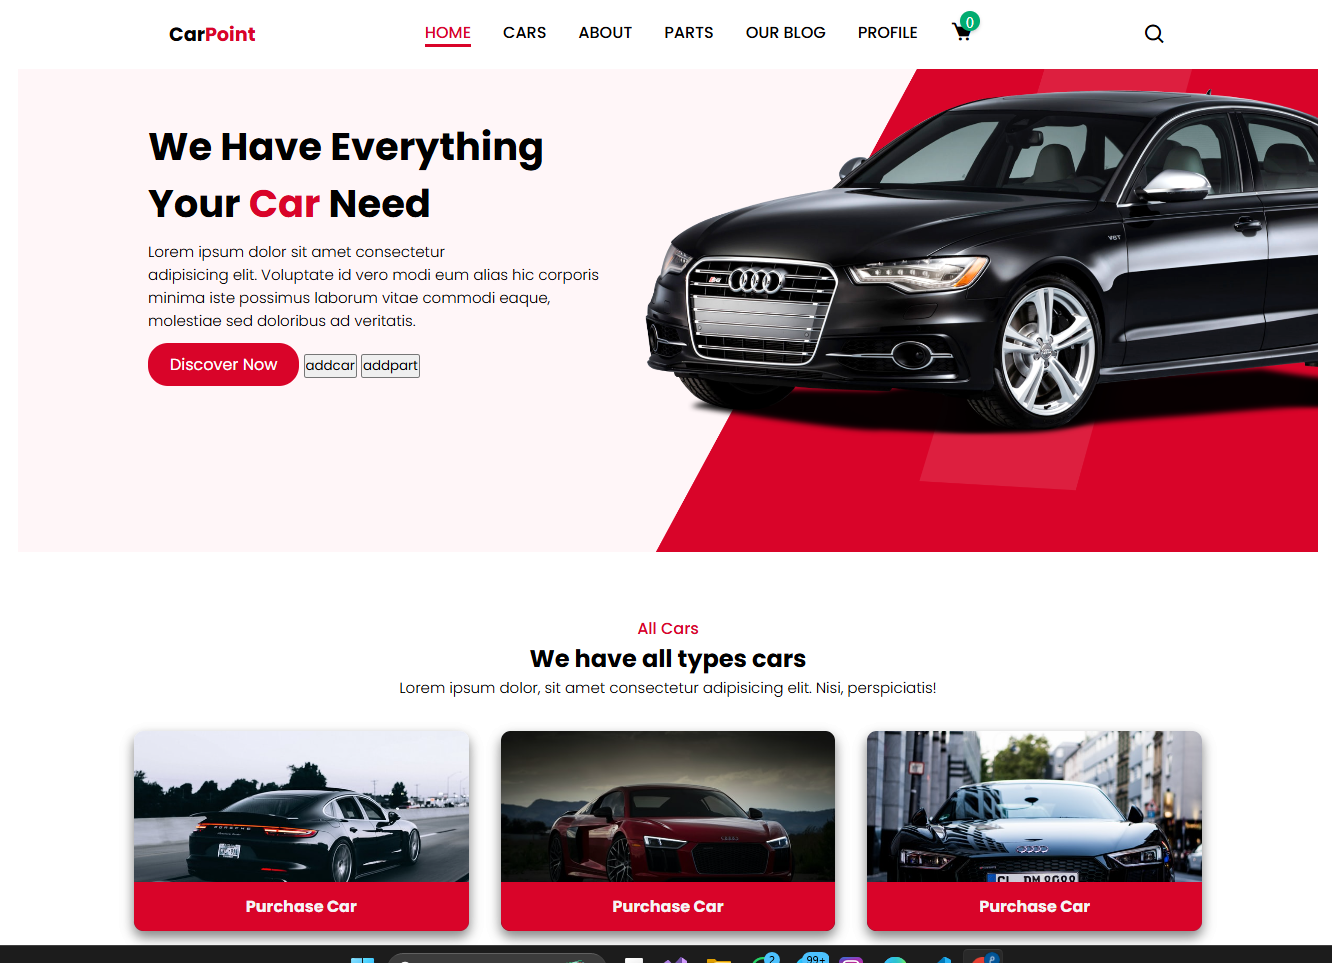 CarPoint
HOME CARS ABOUT PARTS OUR BLOG PROFILE 0
We Have Everything
Your Car Need
Lorem ipsum dolor sit amet consectetur
adipisicing elit. Voluptate id vero modi eum alias hic corporis
minima iste possimus laborum vitae commodi eaque,
molestiae sed doloribus ad veritatis.
Discover Now addcar addpart
All Cars
We have all types cars
Lorem ipsum dolor, sit amet consectetur adipisicing elit. Nisi, perspiciatis!
PORSCHE
Purchase Car Purchase Car Purchase Car
2 99+